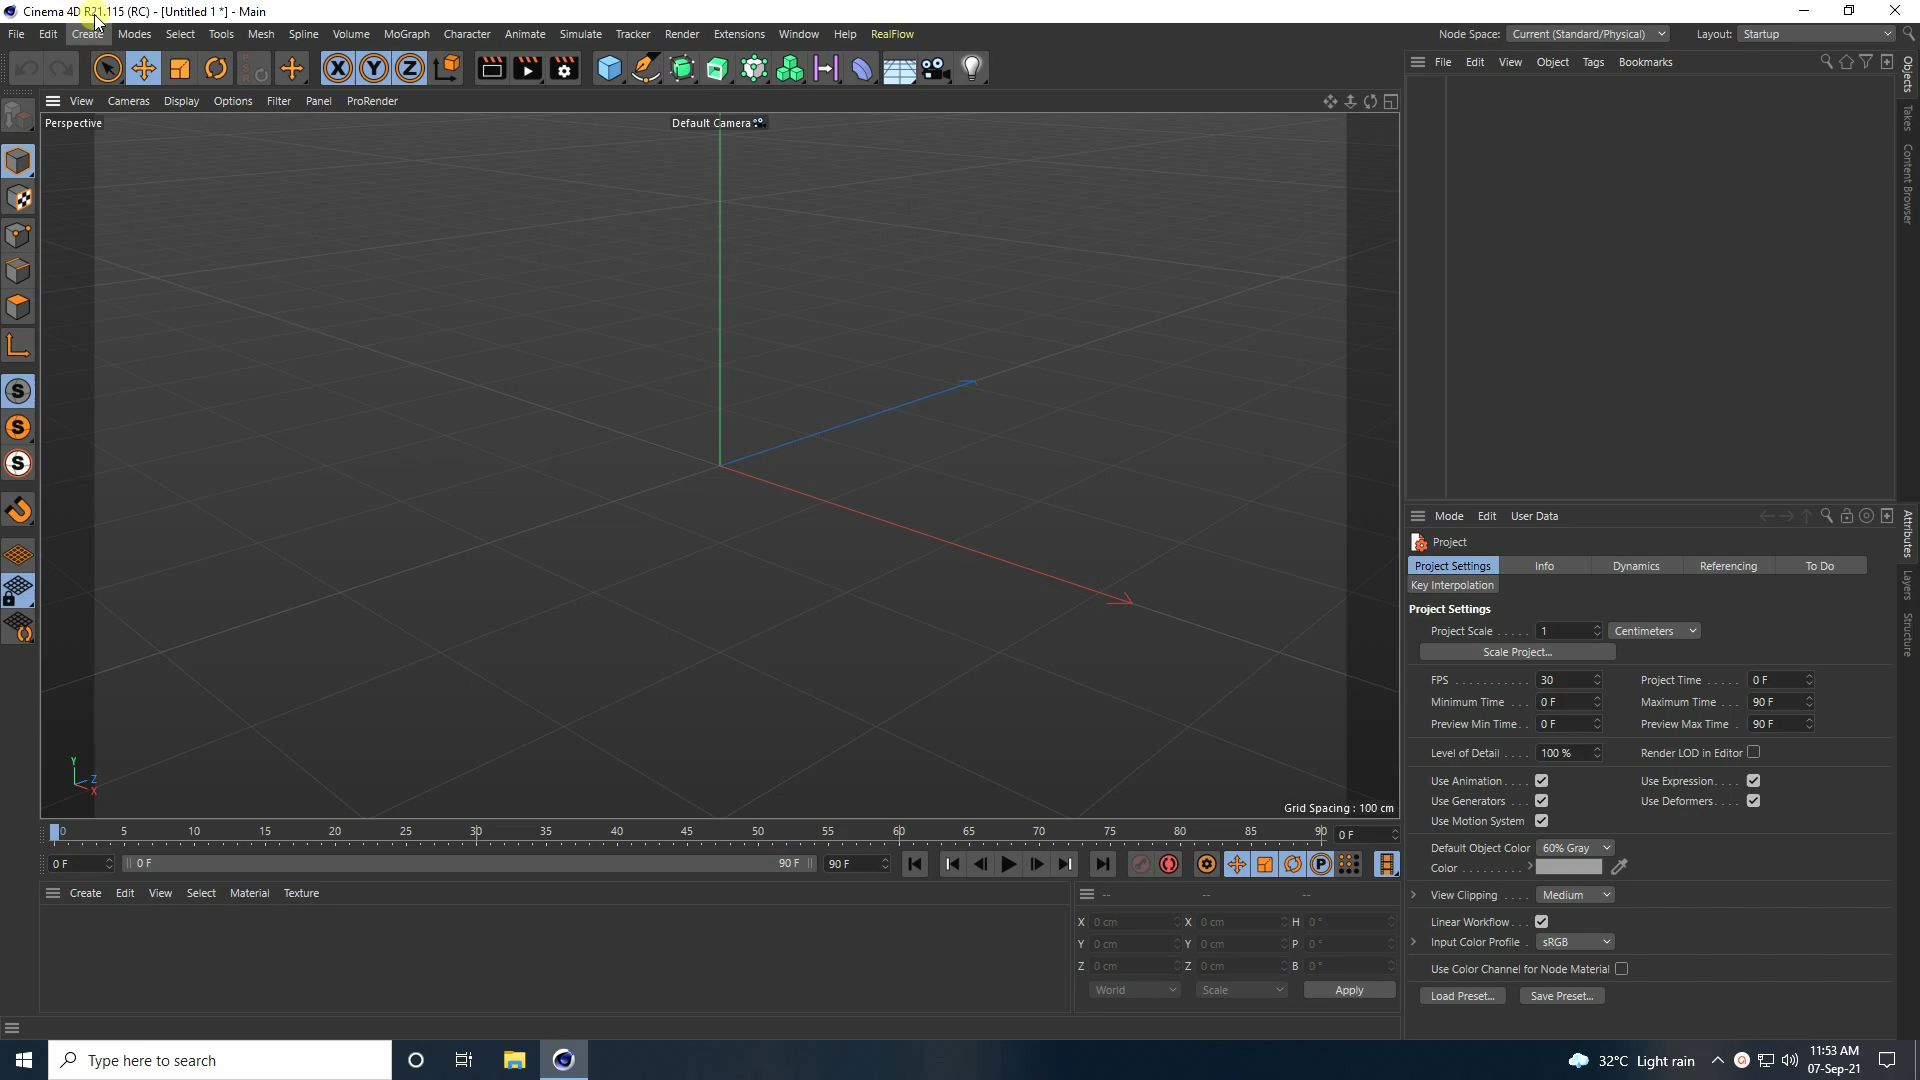 Cinema 4D R21.115 (RC) - [Untitled 1 *] - Main
File Edit Create Modes Select Tools Mesh Spline Volume MoGraph Character Animate Simulate Tracker Render Extensions Window Help RealFlow
Node Space: Current (Standard/Physical) Layout: Startup
X Y Z
File Edit View Object Tags Bookmarks
View Cameras Display Options Filter Panel ProRender
Perspective
Default Camera
Objects
Takes
Content Browser
S
S
S
Y
Z
X
Grid Spacing : 100 cm
Mode Edit User Data
Project
Project Settings Info Dynamics Referencing To Do
Key Interpolation
Project Settings
Project Scale . . . . . 1 Centimeters
Scale Project...
FPS . . . . . . . . . . . 30 Project Time . . . . . 0 F
Minimum Time . . . 0 F Maximum Time . . . 90 F
Preview Min Time . . 0 F Preview Max Time . 90 F
Level of Detail . . . . 100 % Render LOD in Editor
Use Animation . . . . Use Expression . . . .
Use Generators . . . Use Deformers . . . .
Use Motion System
Default Object Color 60% Gray
Color . . . . . . . . . .
View Clipping . . . . Medium
Linear Workflow . . .
Input Color Profile . sRGB
Use Color Channel for Node Material
Load Preset... Save Preset...
Attributes
Layers
Structure
0 5 10 15 20 25 30 35 40 45 50 55 60 65 70 75 80 85 90 0 F
0 F 0 F 90 F 90 F
P
Create Edit View Select Material Texture
-- -- --
X 0 cm X 0 cm H 0 °
Y 0 cm Y 0 cm P 0 °
Z 0 cm Z 0 cm B 0 °
World Scale Apply
Type here to search
32°C Light rain
11:53 AM
07-Sep-21